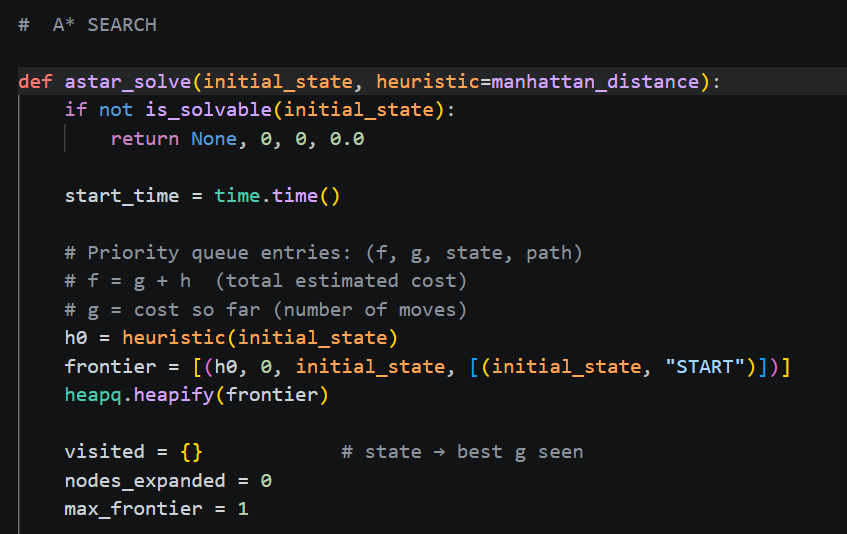 # A* SEARCH
def astar_solve(initial_state, heuristic=manhattan_distance):
    if not is_solvable(initial_state):
        return None, 0, 0, 0.0
    start_time = time.time()
    # Priority queue entries: (f, g, state, path)
    # f = g + h  (total estimated cost)
    # g = cost so far (number of moves)
    h0 = heuristic(initial_state)
    frontier = [(h0, 0, initial_state, [(initial_state, "START")])]
    heapq.heapify(frontier)
    visited = {}            # state → best g seen
    nodes_expanded = 0
    max_frontier = 1